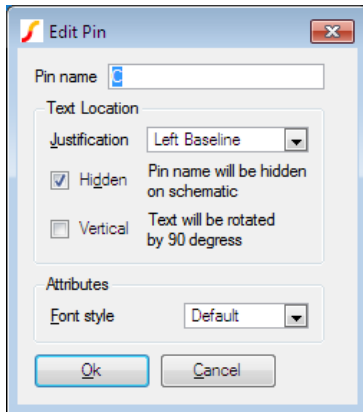 Edit Pin
Pin name C
Text Location
Justification Left Baseline
Hidden Pin name will be hidden
on schematic
Vertical Text will be rotated
by 90 degress
Attributes
Font style Default
Ok Cancel